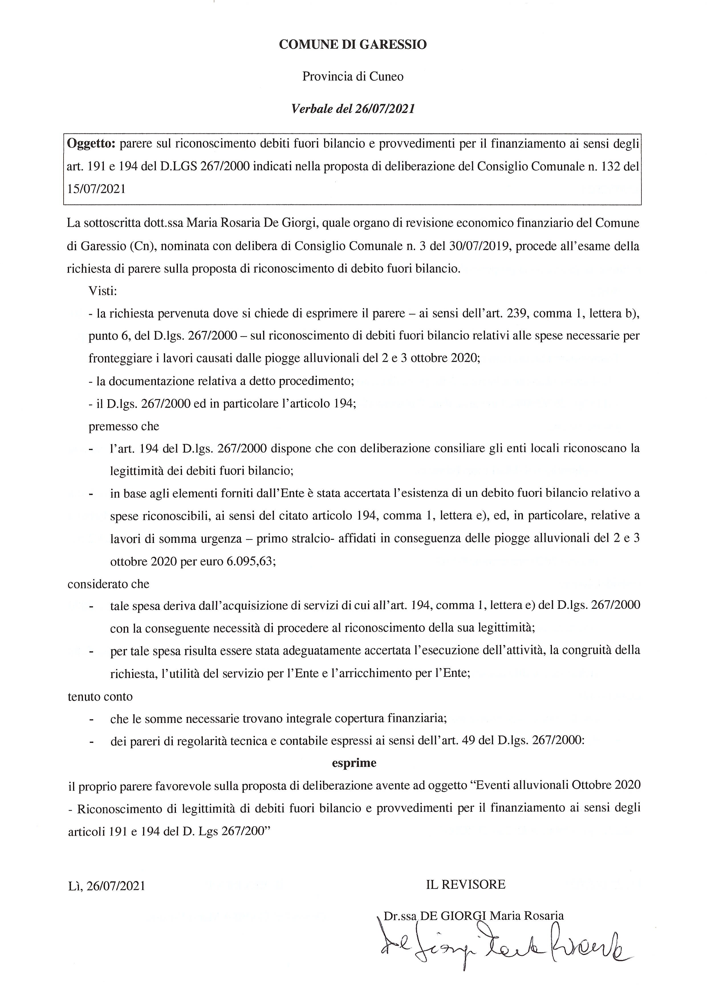 COMUNE DI GARESSIO
Provincia di Cuneo
Verbale del 26/07/2021
Oggetto: parere sul riconoscimento debiti fuori bilancio e provvedimenti per il finanziamento ai sensi degli
art. 191 e 194 del D.LGS 267/2000 indicati nella proposta di deliberazione del Consiglio Comunale n. 132 del
15/07/2021
La sottoscritta dott.ssa Maria Rosaria De Giorgi, quale organo di revisione economico finanziario del Comune
di Garessio (Cn), nominata con delibera di Consiglio Comunale n. 3 del 30/07/2019, procede all’esame della
richiesta di parere sulla proposta di riconoscimento di debito fuori bilancio.
Visti:
- la richiesta pervenuta dove si chiede di esprimere il parere – ai sensi dell’art. 239, comma 1, lettera b),
punto 6, del D.lgs. 267/2000 – sul riconoscimento di debiti fuori bilancio relativi alle spese necessarie per
fronteggiare i lavori causati dalle piogge alluvionali del 2 e 3 ottobre 2020;
- la documentazione relativa a detto procedimento;
- il D.lgs. 267/2000 ed in particolare l’articolo 194;
premesso che
- l’art. 194 del D.lgs. 267/2000 dispone che con deliberazione consiliare gli enti locali riconoscano la
legittimità dei debiti fuori bilancio;
- in base agli elementi forniti dall’Ente è stata accertata l’esistenza di un debito fuori bilancio relativo a
spese riconoscibili, ai sensi del citato articolo 194, comma 1, lettera e), ed, in particolare, relative a
lavori di somma urgenza – primo stralcio- affidati in conseguenza delle piogge alluvionali del 2 e 3
ottobre 2020 per euro 6.095,63;
considerato che
- tale spesa deriva dall’acquisizione di servizi di cui all’art. 194, comma 1, lettera e) del D.lgs. 267/2000
con la conseguente necessità di procedere al riconoscimento della sua legittimità;
- per tale spesa risulta essere stata adeguatamente accertata l’esecuzione dell’attività, la congruità della
richiesta, l’utilità del servizio per l’Ente e l’arricchimento per l’Ente;
tenuto conto
- che le somme necessarie trovano integrale copertura finanziaria;
- dei pareri di regolarità tecnica e contabile espressi ai sensi dell’art. 49 del D.lgs. 267/2000:
esprime
il proprio parere favorevole sulla proposta di deliberazione avente ad oggetto “Eventi alluvionali Ottobre 2020
- Riconoscimento di legittimità di debiti fuori bilancio e provvedimenti per il finanziamento ai sensi degli
articoli 191 e 194 del D. Lgs 267/200”
Lì, 26/07/2021
IL REVISORE
Dr.ssa DE GIORGI Maria Rosaria
De Giorgi Maria Rosaria